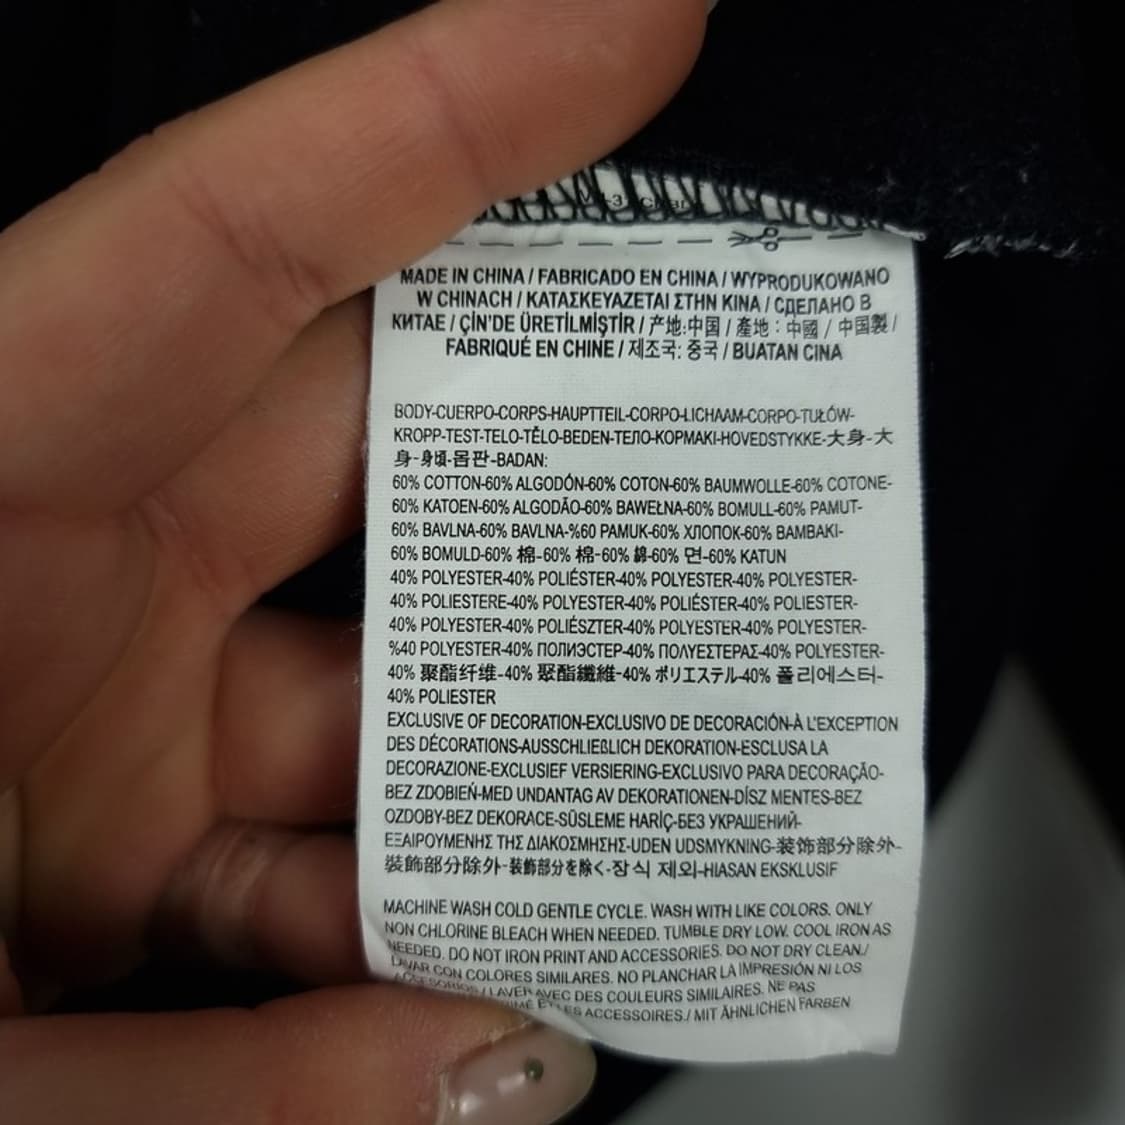 MADE IN CHINA / FABRICADO EN CHINA / WYPRODUKOWANO
W CHINACH / ΚΑΤΑΣΚΕΥΑΖΕΤΑΙ ΣΤΗΝ ΚΙΝΑ / СДЕЛАНО В
КИТАЕ / ÇİN'DE ÜRETİLMİŞTİR / 产地:中国 / 產地：中國 / 中国製 /
FABRIQUÉ EN CHINE / 제조국: 중국 / BUATAN CINA
BODY-CUERPO-CORPS-HAUPTTEIL-CORPO-LICHAAM-CORPO-TUŁÓW-
KROPP-TEST-TELO-TĚLO-BEDEN-ТЕЛО-ΚΟΡΜΑΚΙ-HOVEDSTYKKE-大身-大
身-身頃-몸판-BADAN:
60% COTTON-60% ALGODÓN-60% COTON-60% BAUMWOLLE-60% COTONE-
60% KATOEN-60% ALGODÃO-60% BAWEŁNA-60% BOMULL-60% PAMUT-
60% BAVLNA-60% BAVLNA-%60 PAMUK-60% ХЛОПОК-60% ΒΑΜΒΑΚΙ-
60% BOMULD-60% 棉-60% 棉-60% 綿-60% 면-60% KATUN
40% POLYESTER-40% POLIÉSTER-40% POLYESTER-40% POLYESTER-
40% POLIESTERE-40% POLYESTER-40% POLIÉSTER-40% POLIESTER-
40% POLYESTER-40% POLIÉSZTER-40% POLYESTER-40% POLYESTER-
%40 POLYESTER-40% ПОЛИЭСТЕР-40% ΠΟΛΥΕΣΤΕΡΑΣ-40% POLYESTER-
40% 聚酯纤维-40% 聚酯纖維-40% ポリエステル-40% 폴리에스터-
40% POLIESTER
EXCLUSIVE OF DECORATION-EXCLUSIVO DE DECORACIÓN-À L'EXCEPTION
DES DÉCORATIONS-AUSSCHLIEßLICH DEKORATION-ESCLUSA LA
DECORAZIONE-EXCLUSIEF VERSIERING-EXCLUSIVO PARA DECORAÇÃO-
BEZ ZDOBIEŃ-MED UNDANTAG AV DEKORATIONEN-DÍSZ MENTES-BEZ
OZDOBY-BEZ DEKORACE-SÜSLEME HARİÇ-БЕЗ УКРАШЕНИЙ-
ΕΞΑΙΡΟΥΜΕΝΗΣ ΤΗΣ ΔΙΑΚΟΣΜΗΣΗΣ-UDEN UDSMYKNING-装饰部分除外-
裝飾部分除外-装飾部分を除く-장식 제외-HIASAN EKSKLUSIF
MACHINE WASH COLD GENTLE CYCLE. WASH WITH LIKE COLORS. ONLY
NON CHLORINE BLEACH WHEN NEEDED. TUMBLE DRY LOW. COOL IRON AS
NEEDED. DO NOT IRON PRINT AND ACCESSORIES. DO NOT DRY CLEAN./
LAVAR CON COLORES SIMILARES. NO PLANCHAR LA IMPRESIÓN NI LOS
ACCESORIOS / LAVER AVEC DES COULEURS SIMILAIRES. NE PAS
ACCESSOIRES./ MIT ÄHNLICHEN FARBEN